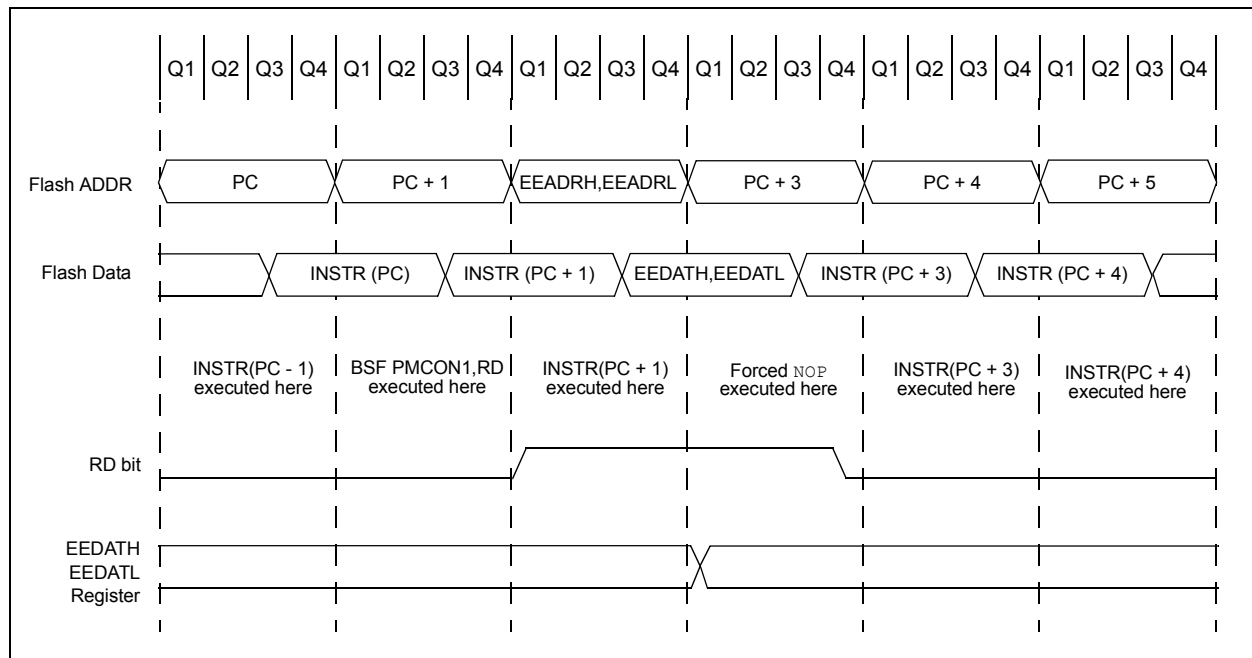 Q1 Q2 Q3 Q4 Q1 Q2 Q3 Q4 Q1 Q2 Q3 Q4 Q1 Q2 Q3 Q4 Q1 Q2 Q3 Q4 Q1 Q2 Q3 Q4
Flash ADDR PC PC + 1 EEADRH,EEADRL PC + 3 PC + 4 PC + 5
Flash Data INSTR (PC) INSTR (PC + 1) EEDATH,EEDATL INSTR (PC + 3) INSTR (PC + 4)
INSTR(PC - 1) BSF PMCON1,RD INSTR(PC + 1) Forced NOP INSTR(PC + 3) INSTR(PC + 4)
executed here executed here executed here executed here executed here executed here
RD bit
EEDATH
EEDATL
Register